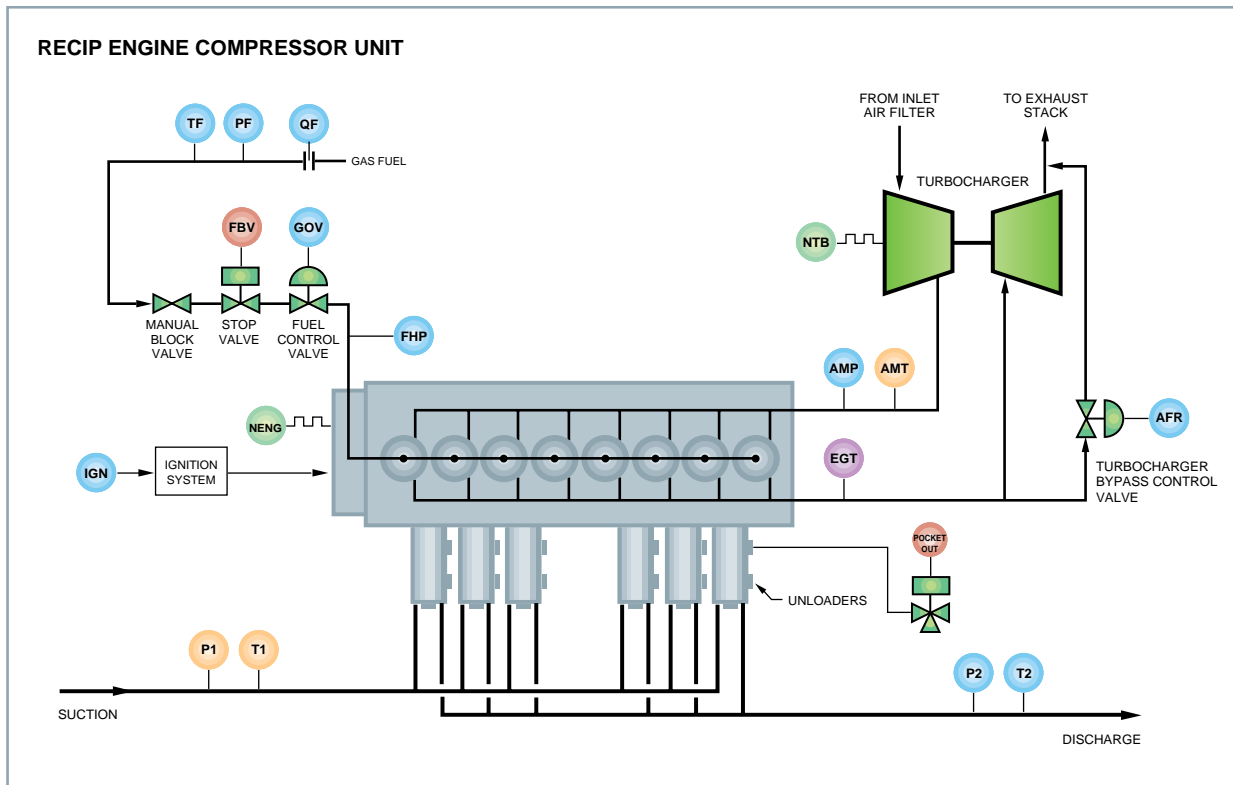 RECIP ENGINE COMPRESSOR UNIT
FROM INLET
AIR FILTER
TO EXHAUST
STACK
TF
PF
QF
GAS FUEL
TURBOCHARGER
FBV
GOV
NTB
MANUAL
BLOCK
VALVE
STOP
VALVE
FUEL
CONTROL
VALVE
FHP
AMP
AMT
NENG
AFR
IGN
IGNITION
SYSTEM
EGT
TURBOCHARGER
BYPASS CONTROL
VALVE
POCKET
OUT
UNLOADERS
P1
T1
P2
T2
SUCTION
DISCHARGE